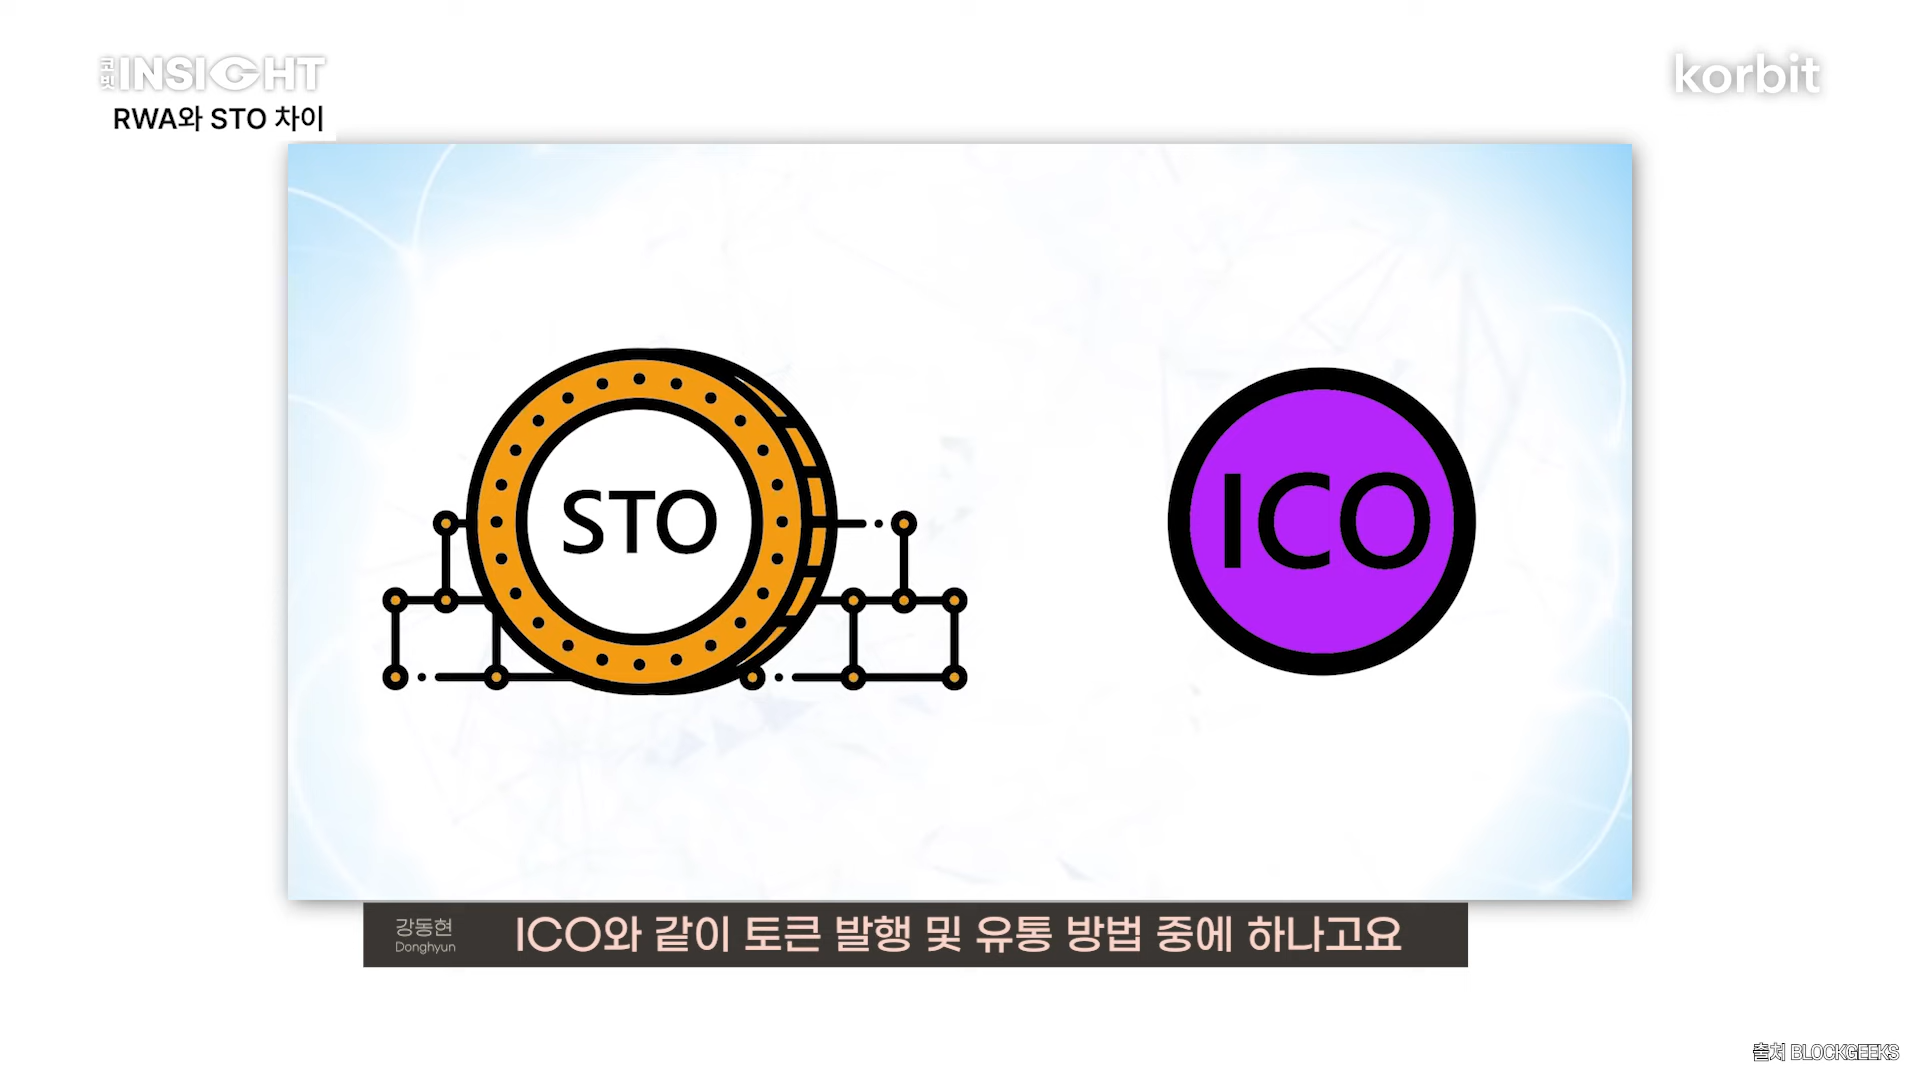 코빗 INSIGHT
korbit
RWA와 STO 차이
STO
ICO
강동현
Donghyun
ICO와 같이 토큰 발행 및 유통 방법 중에 하나고요
출처 BLOCKGEEKS